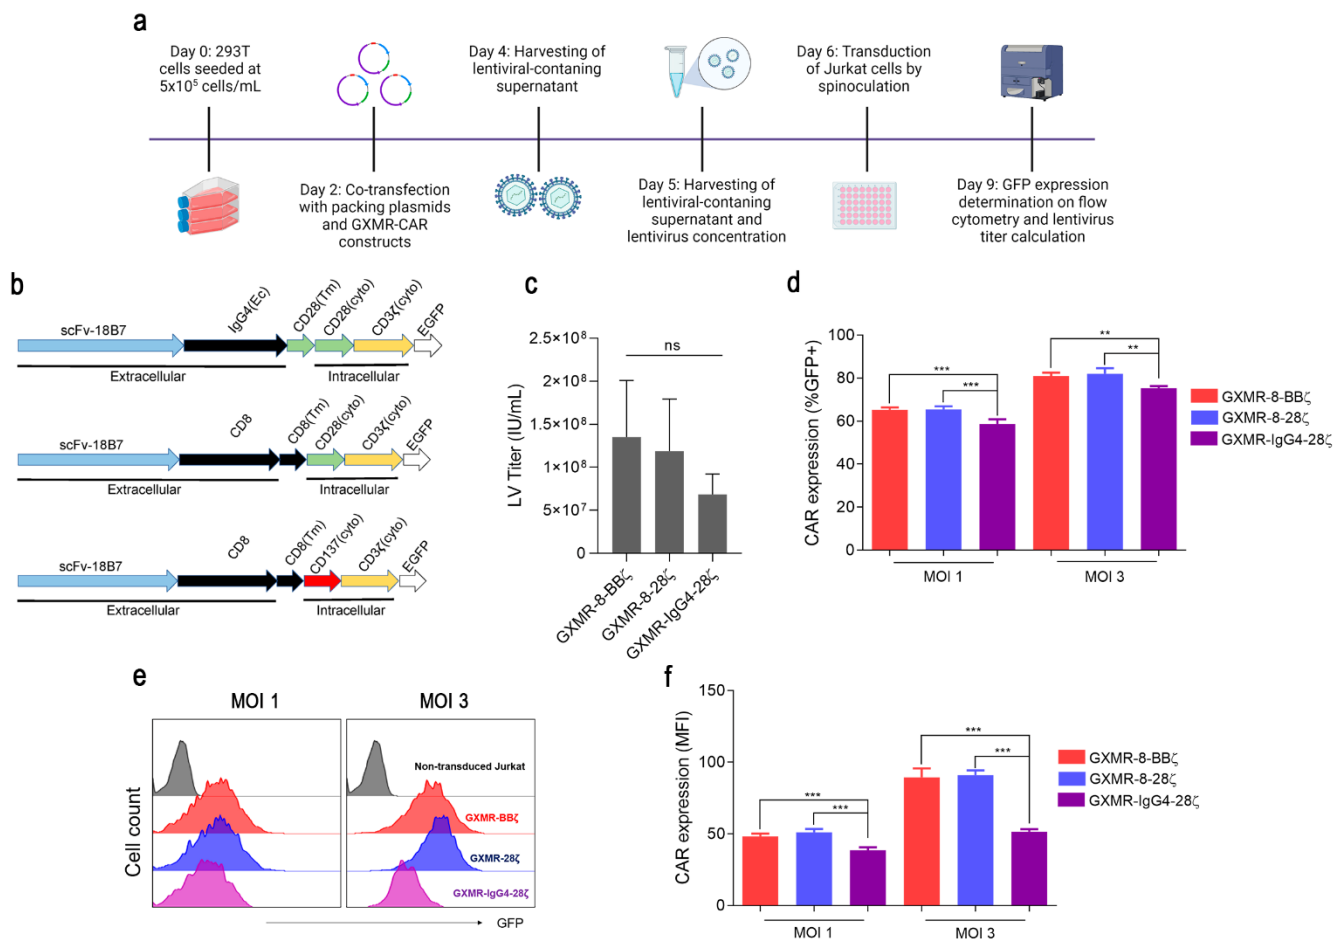 a
Day 0: 293T
cells seeded at
5x10⁵ cells/mL
Day 2: Co-transfection
with packing plasmids
and GXMR-CAR
constructs
Day 4: Harvesting of
lentiviral-contaning
supernatant
Day 5: Harvesting of
lentiviral-contaning
supernatant and
lentivirus concentration
Day 6: Transduction
of Jurkat cells by
spinoculation
Day 9: GFP expression
determination on flow
cytometry and lentivirus
titer calculation
b
scFv-18B7
IgG4(Ec)
CD28(Tm)
CD28(cyto)
CD3ζ(cyto)
EGFP
Extracellular
Intracellular
scFv-18B7
CD8
CD8(Tm)
CD28(cyto)
CD3ζ(cyto)
EGFP
Extracellular
Intracellular
scFv-18B7
CD8
CD8(Tm)
CD137(cyto)
CD3ζ(cyto)
EGFP
Extracellular
Intracellular
c
LV Titer (IU/mL)
2.5×10⁸
2×10⁸
1.5×10⁸
1×10⁸
5×10⁷
0
ns
GXMR-8-BBζ
GXMR-8-28ζ
GXMR-IgG4-28ζ
d
CAR expression (%GFP+)
100
80
60
40
20
0
***
***
**
**
MOI 1
MOI 3
GXMR-8-BBζ
GXMR-8-28ζ
GXMR-IgG4-28ζ
e
MOI 1
MOI 3
Cell count
Non-transduced Jurkat
GXMR-BBζ
GXMR-28ζ
GXMR-IgG4-28ζ
GFP
f
CAR expression (MFI)
150
100
50
0
***
***
***
***
MOI 1
MOI 3
GXMR-8-BBζ
GXMR-8-28ζ
GXMR-IgG4-28ζ